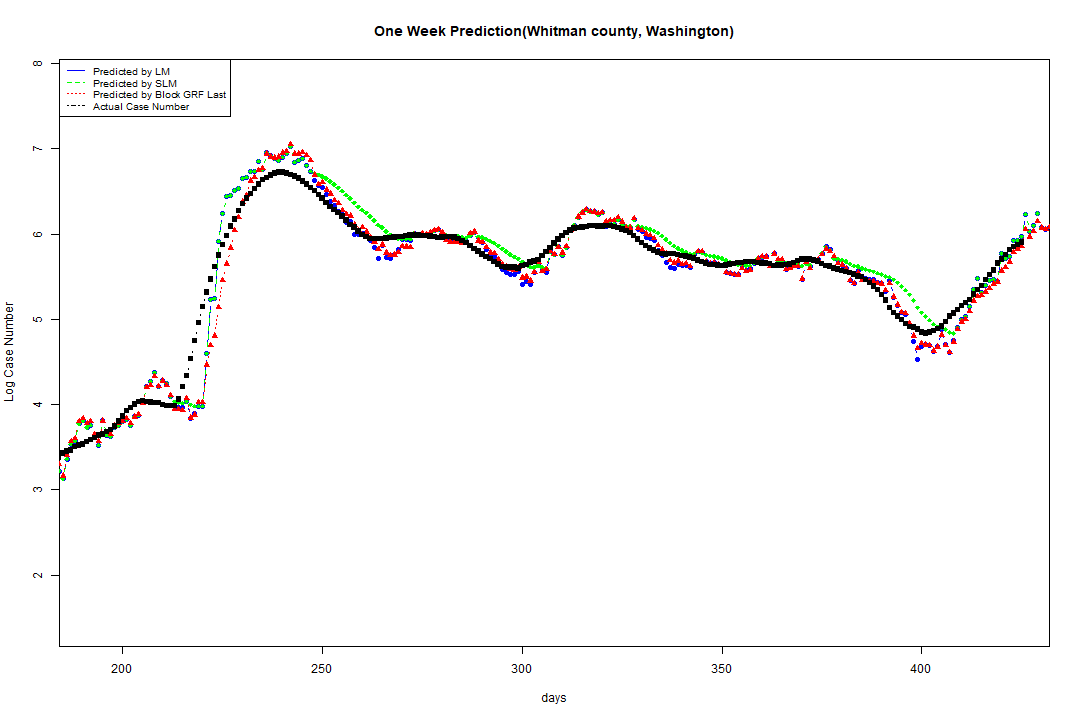 One Week Prediction(Whitman county, Washington)
Predicted by LM
Predicted by SLM
Predicted by Block GRF Last
Actual Case Number
8
7
6
5
4
3
2
Log Case Number
200 250 300 350 400
days